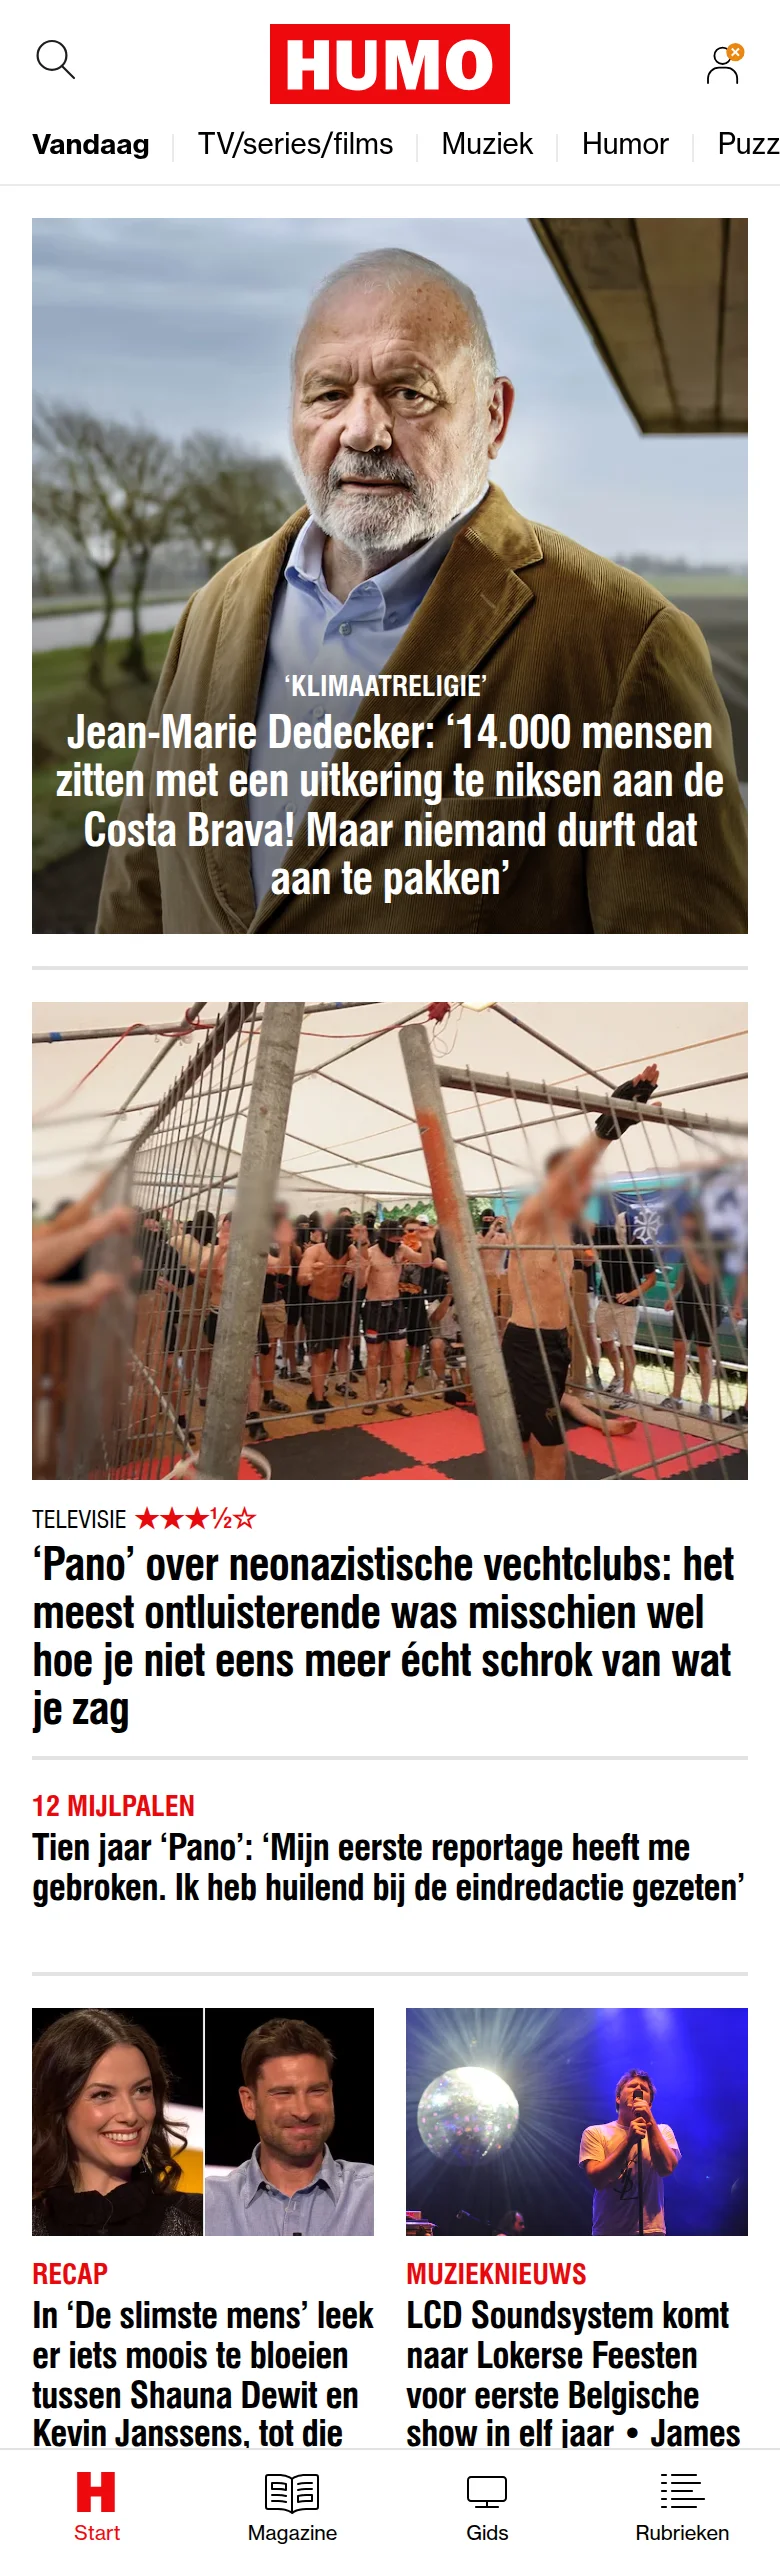 HUMO
Vandaag
TV/series/films
Muziek
Humor
Puzz
‘KLIMAATRELIGIE’
Jean-Marie Dedecker: ‘14.000 mensen
zitten met een uitkering te niksen aan de
Costa Brava! Maar niemand durft dat
aan te pakken’
TELEVISIE ★★★½☆
‘Pano’ over neonazistische vechtclubs: het
meest ontluisterende was misschien wel
hoe je niet eens meer écht schrok van wat
je zag
12 MIJLPALEN
Tien jaar ‘Pano’: ‘Mijn eerste reportage heeft me
gebroken. Ik heb huilend bij de eindredactie gezeten’
RECAP
In ‘De slimste mens’ leek
er iets moois te bloeien
tussen Shauna Dewit en
Kevin Janssens, tot die
MUZIEKNIEUWS
LCD Soundsystem komt
naar Lokerse Feesten
voor eerste Belgische
show in elf jaar • James
H
Start
Magazine
Gids
Rubrieken